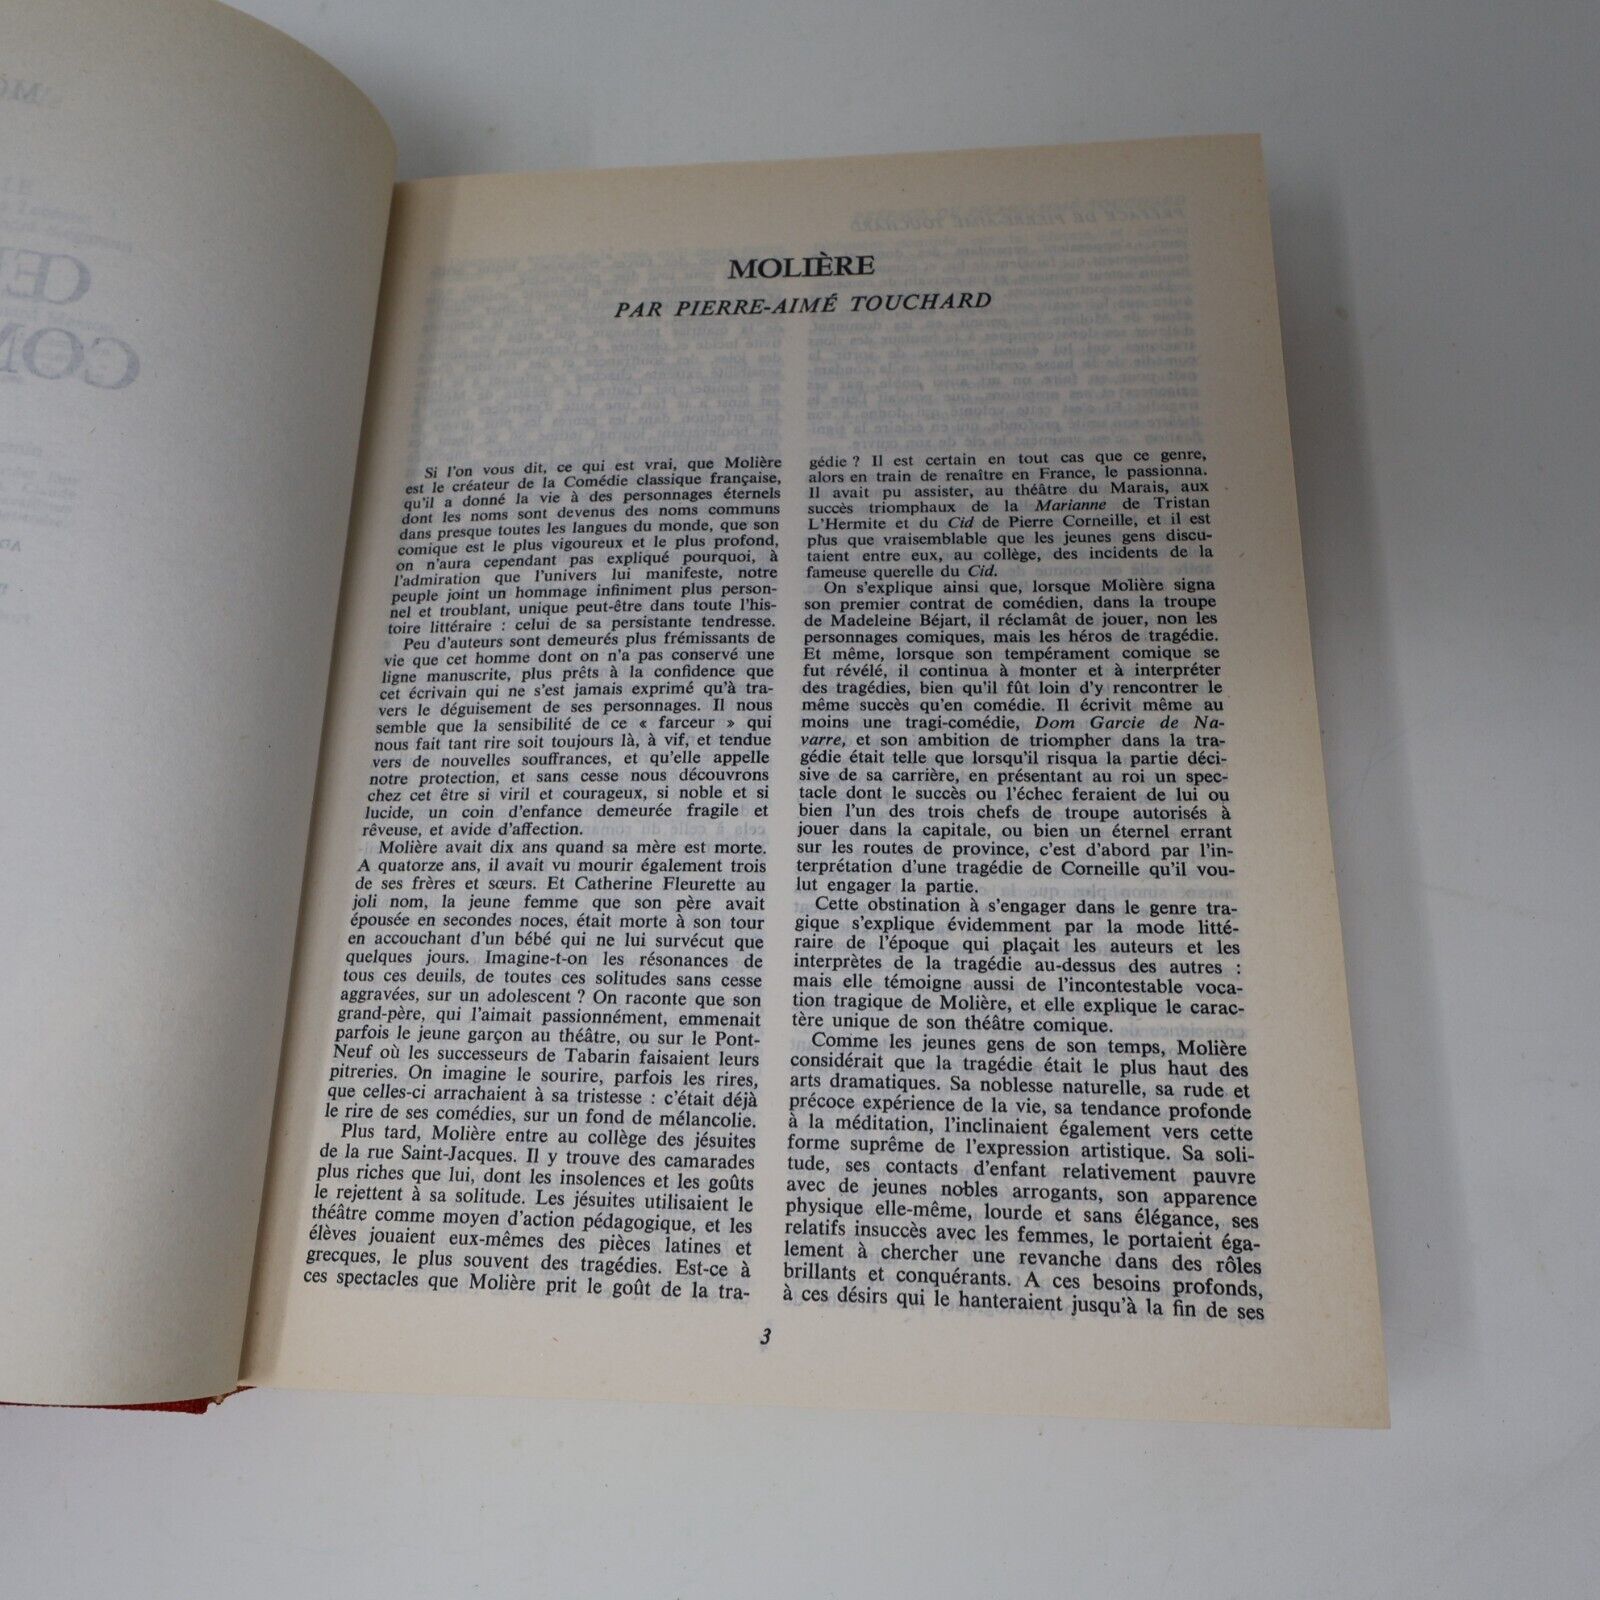 MOLIÈRE
PAR PIERRE-AIMÉ TOUCHARD
Si l'on vous dit, ce qui est vrai, que Molière
est le créateur de la Comédie classique française,
qu'il a donné la vie à des personnages éternels
dont les noms sont devenus des noms communs
dans presque toutes les langues du monde, que son
comique est le plus vigoureux et le plus profond,
on n'aura cependant pas expliqué pourquoi, à
l'admiration que l'univers lui manifeste, notre
peuple joint un hommage infiniment plus person-
nel et troublant, unique peut-être dans toute l'his-
toire littéraire : celui de sa persistante tendresse.
Peu d'auteurs sont demeurés plus frémissants de
vie que cet homme dont on n'a pas conservé une
ligne manuscrite, plus prêts à la confidence que
cet écrivain qui ne s'est jamais exprimé qu'à tra-
vers le déguisement de ses personnages. Il nous
semble que la sensibilité de ce « farceur » qui
nous fait tant rire soit toujours là, à vif, et tendue
vers de nouvelles souffrances, et qu'elle appelle
notre protection, et sans cesse nous découvrons
chez cet être si viril et courageux, si noble et si
lucide, un coin d'enfance demeurée fragile et
rêveuse, et avide d'affection.
Molière avait dix ans quand sa mère est morte.
A quatorze ans, il avait vu mourir également trois
de ses frères et sœurs. Et Catherine Fleurette au
joli nom, la jeune femme que son père avait
épousée en secondes noces, était morte à son tour
en accouchant d'un bébé qui ne lui survécut que
quelques jours. Imagine-t-on les résonances de
tous ces deuils, de toutes ces solitudes sans cesse
aggravées, sur un adolescent ? On raconte que son
grand-père, qui l'aimait passionnément, emmenait
parfois le jeune garçon au théâtre, ou sur le Pont-
Neuf où les successeurs de Tabarin faisaient leurs
pitreries. On imagine le sourire, parfois les rires,
que celles-ci arrachaient à sa tristesse : c'était déjà
le rire de ses comédies, sur un fond de mélancolie.
Plus tard, Molière entre au collège des jésuites
de la rue Saint-Jacques. Il y trouve des camarades
plus riches que lui, dont les insolences et les goûts
le rejettent à sa solitude. Les jésuites utilisaient le
théâtre comme moyen d'action pédagogique, et les
élèves jouaient eux-mêmes des pièces latines et
grecques, le plus souvent des tragédies. Est-ce à
ces spectacles que Molière prit le goût de la tra-
gédie ? Il est certain en tout cas que ce genre,
alors en train de renaître en France, le passionna.
Il avait pu assister, au théâtre du Marais, aux
succès triomphaux de la Marianne de Tristan
L'Hermite et du Cid de Pierre Corneille, et il est
plus que vraisemblable que les jeunes gens discu-
taient entre eux, au collège, des incidents de la
fameuse querelle du Cid.
On s'explique ainsi que, lorsque Molière signa
son premier contrat de comédien, dans la troupe
de Madeleine Béjart, il réclamât de jouer, non les
personnages comiques, mais les héros de tragédie.
Et même, lorsque son tempérament comique se
fut révélé, il continua à monter et à interpréter
des tragédies, bien qu'il fût loin d'y rencontrer le
même succès qu'en comédie. Il écrivit même au
moins une tragi-comédie, Dom Garcie de Na-
varre, et son ambition de triompher dans la tra-
gédie était telle que lorsqu'il risqua la partie déci-
sive de sa carrière, en présentant au roi un spec-
tacle dont le succès ou l'échec feraient de lui ou
bien l'un des trois chefs de troupe autorisés à
jouer dans la capitale, ou bien un éternel errant
sur les routes de province, c'est d'abord par l'in-
terprétation d'une tragédie de Corneille qu'il vou-
lut engager la partie.
Cette obstination à s'engager dans le genre tra-
gique s'explique évidemment par la mode litté-
raire de l'époque qui plaçait les auteurs et les
interprètes de la tragédie au-dessus des autres :
mais elle témoigne aussi de l'incontestable voca-
tion tragique de Molière, et elle explique le carac-
tère unique de son théâtre comique.
Comme les jeunes gens de son temps, Molière
considérait que la tragédie était le plus haut des
arts dramatiques. Sa noblesse naturelle, sa rude et
précoce expérience de la vie, sa tendance profonde
à la méditation, l'inclinaient également vers cette
forme suprême de l'expression artistique. Sa soli-
tude, ses contacts d'enfant relativement pauvre
avec de jeunes nobles arrogants, son apparence
physique elle-même, lourde et sans élégance, ses
relatifs insuccès avec les femmes, le portaient éga-
lement à chercher une revanche dans des rôles
brillants et conquérants. A ces besoins profonds,
à ces désirs qui le hanteraient jusqu'à la fin de ses
3